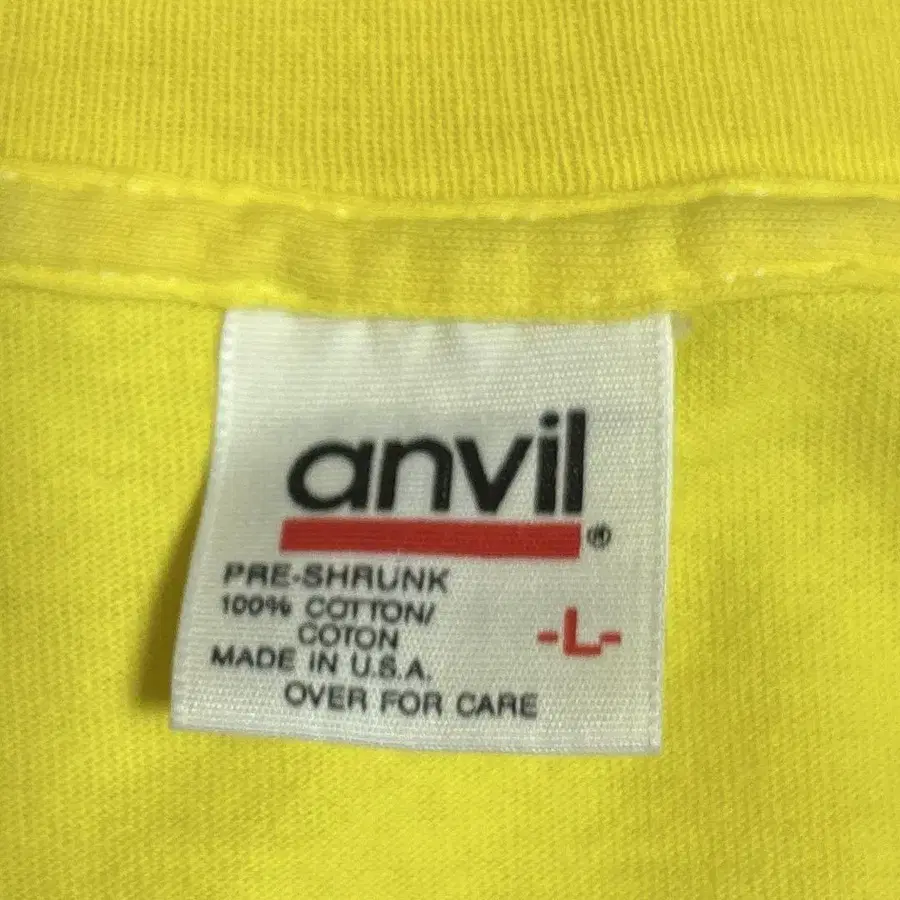 anvil®
PRE-SHRUNK
100% COTTON/
COTON
-L-
MADE IN U.S.A.
OVER FOR CARE